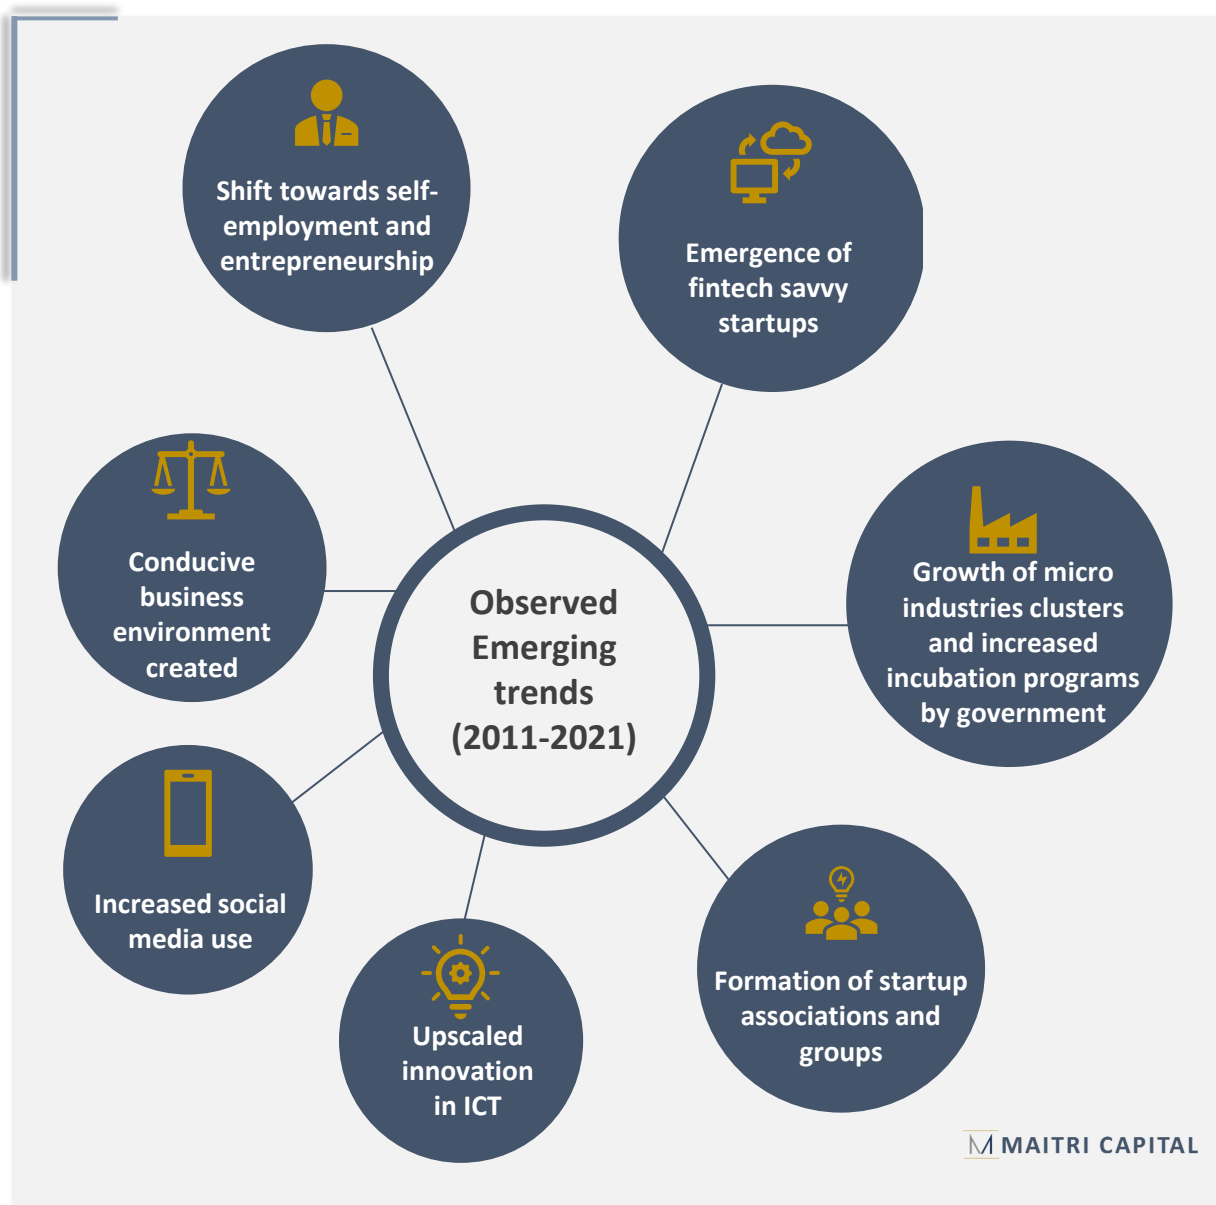 Shift towards self-
employment and
entrepreneurship
Emergence of
fintech savvy
startups
Conducive
business
environment
created
Observed
Emerging
trends
(2011-2021)
Growth of micro
industries clusters
and increased
incubation programs
by government
Increased social
media use
Upscaled
innovation
in ICT
Formation of startup
associations and
groups
MAITRI CAPITAL